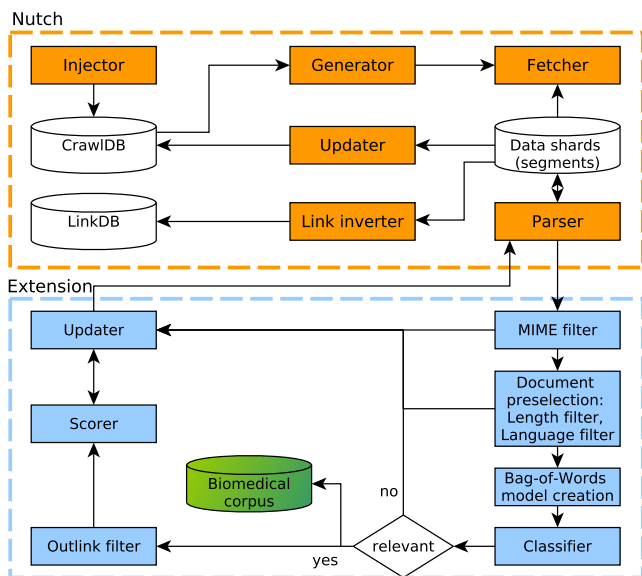 Nutch
Injector
Generator
Fetcher
CrawlDB
Updater
Data shards
(segments)
LinkDB
Link inverter
Parser
Extension
Updater
MIME filter
Document
preselection:
Length filter,
Language filter
Scorer
Biomedical
corpus
Bag-of-Words
model creation
no
Outlink filter
yes
relevant
Classifier